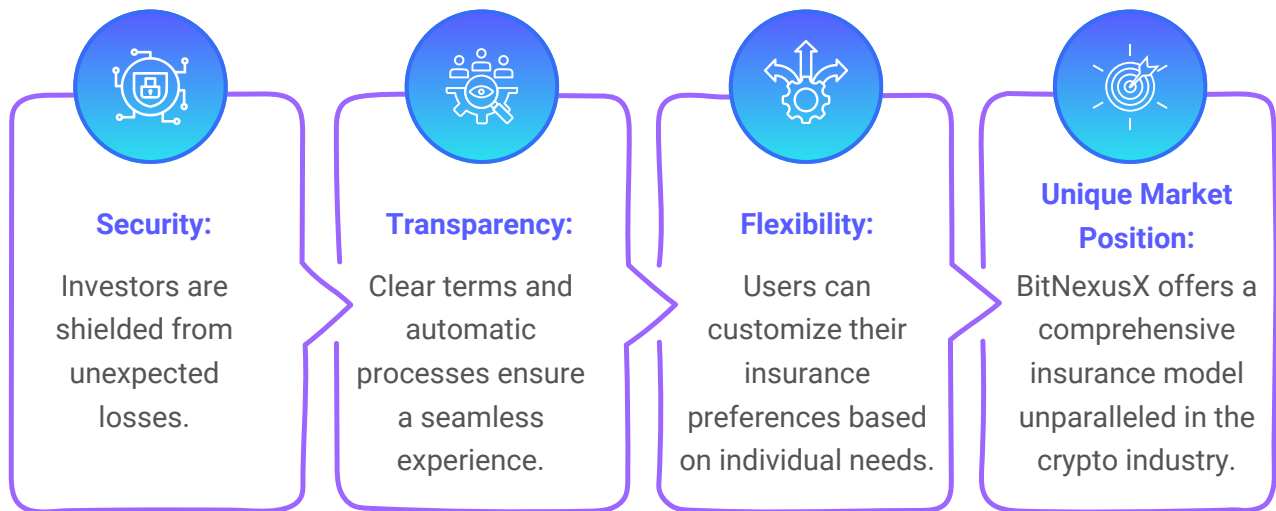 Security:
Investors are
shielded from
unexpected
losses.
Transparency:
Clear terms and
automatic
processes ensure
a seamless
experience.
Flexibility:
Users can
customize their
insurance
preferences based
on individual needs.
Unique Market
Position:
BitNexusX offers a
comprehensive
insurance model
unparalleled in the
crypto industry.